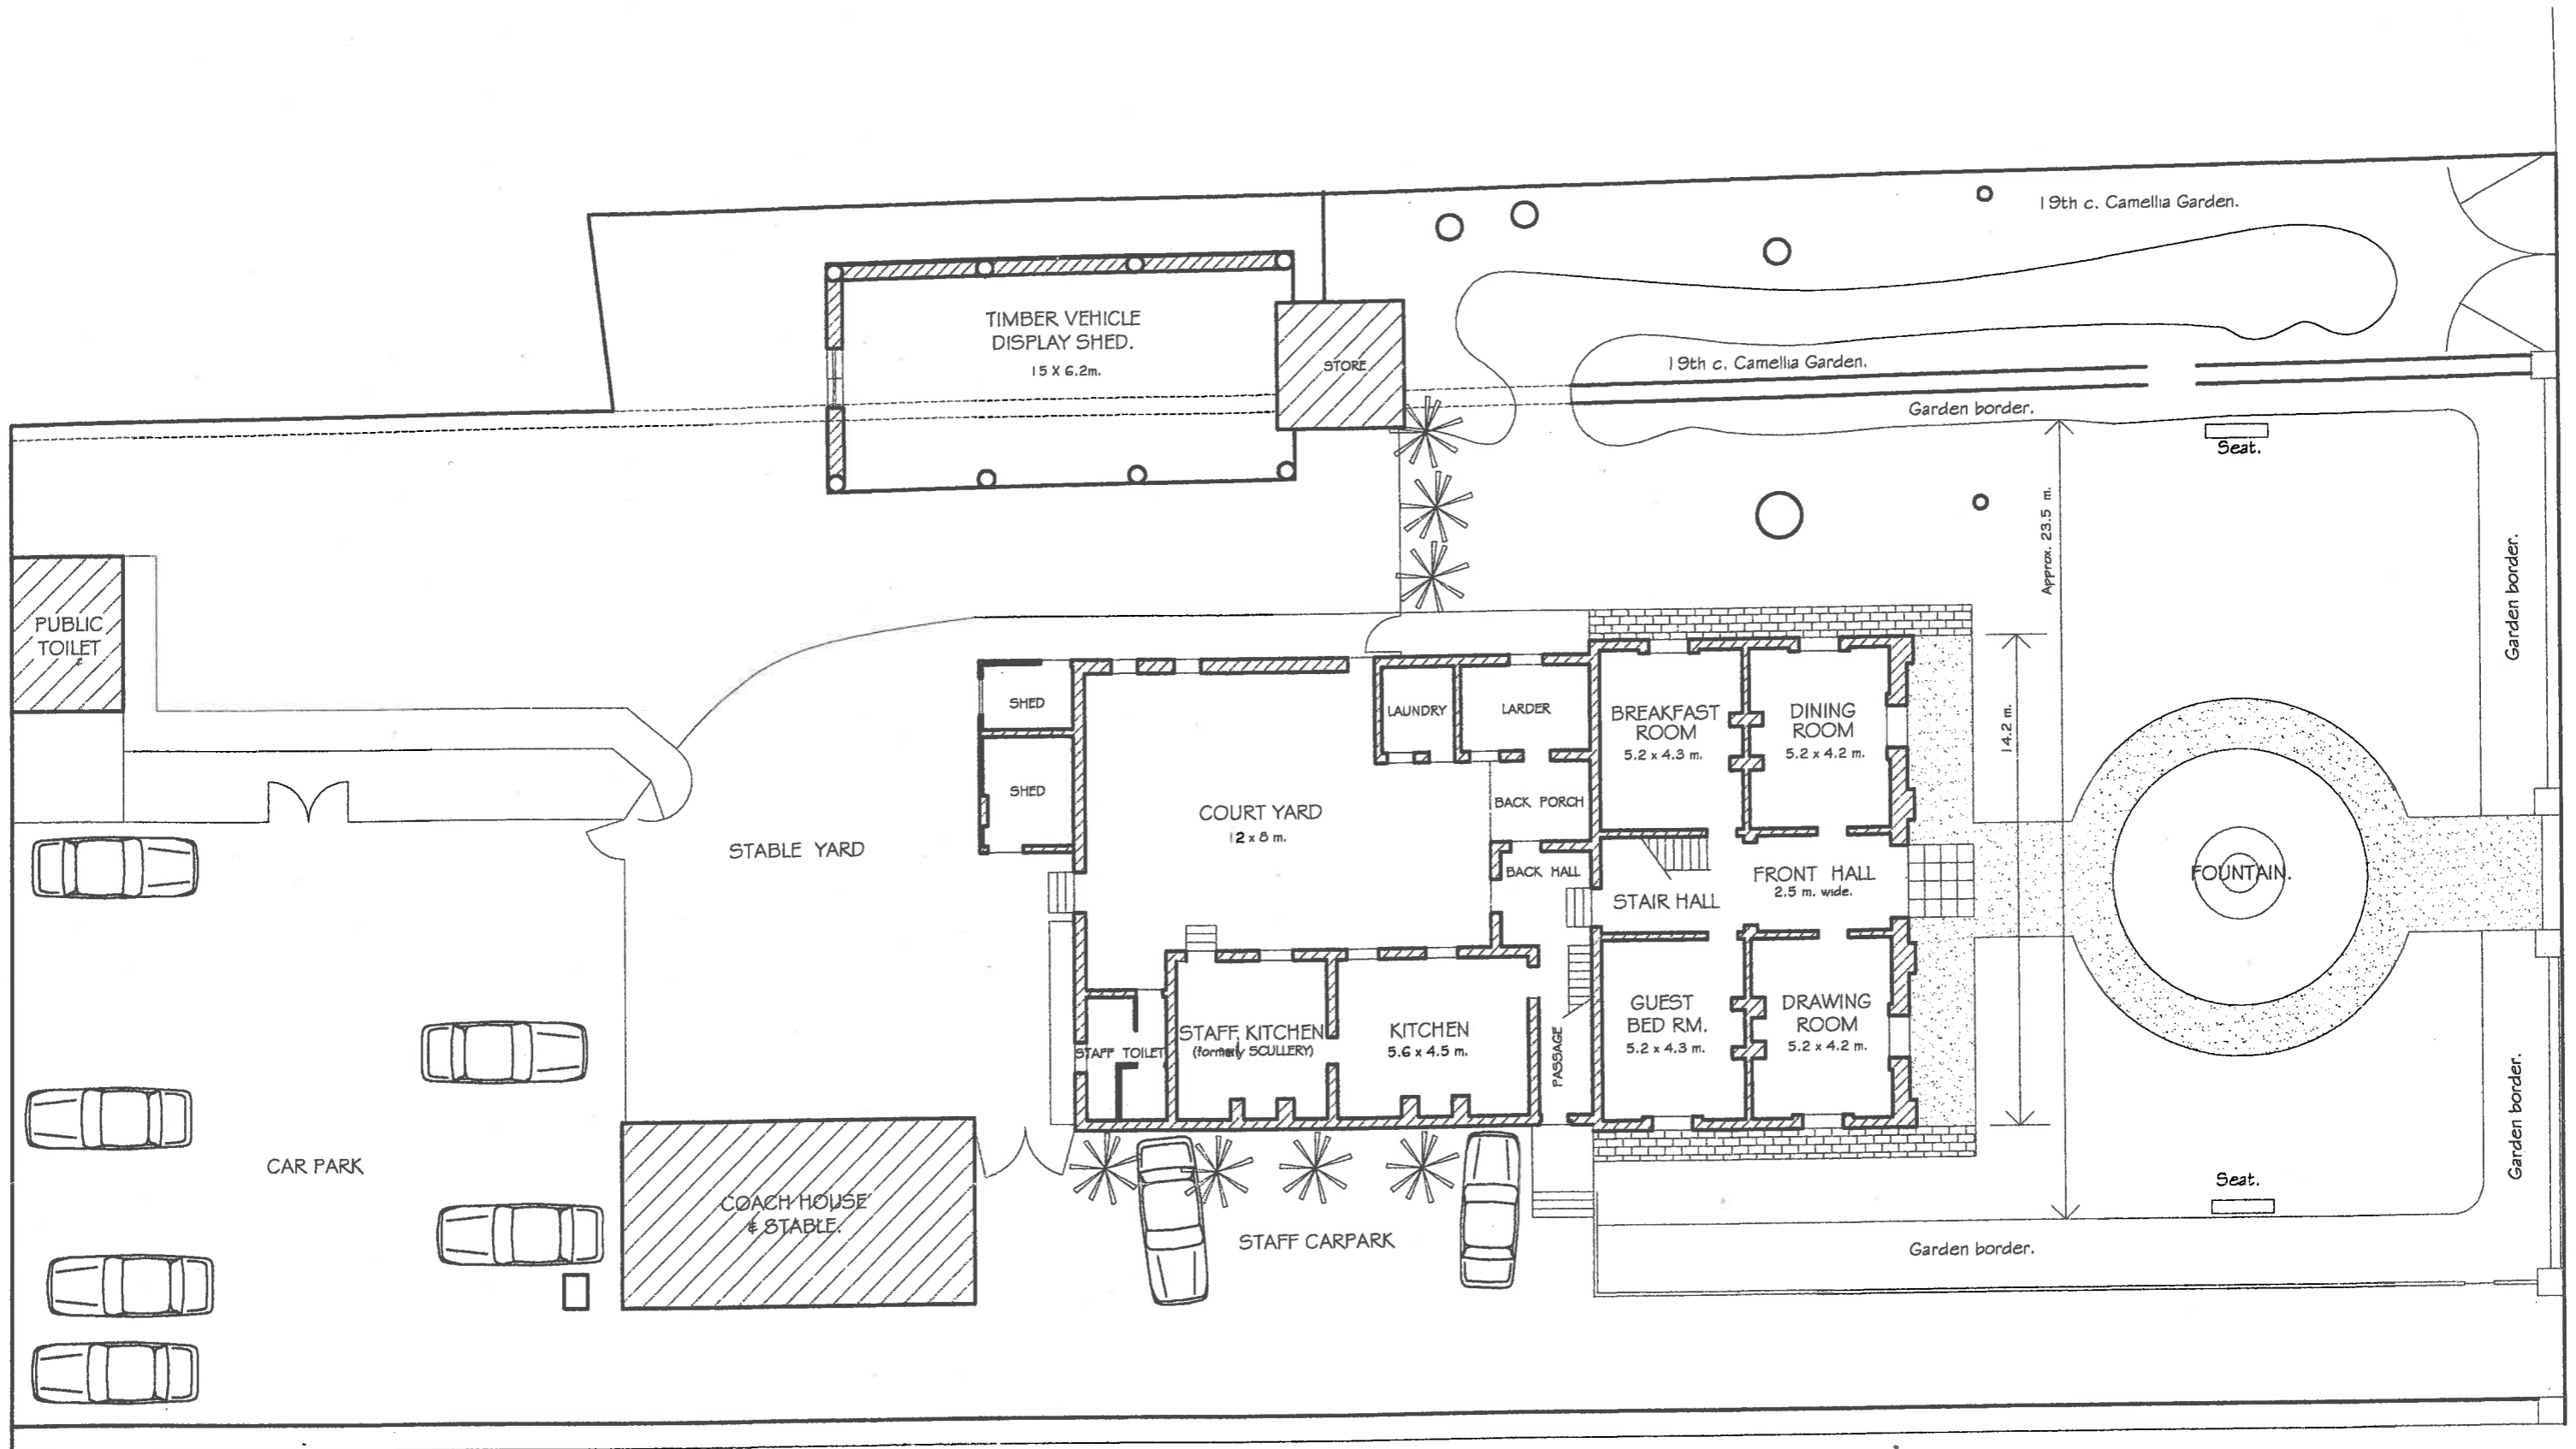 19th c. Camellia Garden.
TIMBER VEHICLE
DISPLAY SHED.
15 X 6.2m.
STORE
19th c. Camellia Garden.
Garden border.
Seat.
Approx. 23.5 m.
Garden border.
PUBLIC
TOILET
SHED
LAUNDRY
LARDER
BREAKFAST
ROOM
5.2 x 4.3 m.
DINING
ROOM
5.2 x 4.2 m.
14.2 m.
SHED
COURT YARD
12 x 8 m.
BACK PORCH
STABLE YARD
BACK HALL
STAIR HALL
FRONT HALL
2.5 m. wide.
FOUNTAIN.
STAFF TOILET
STAFF KITCHEN
(formerly SCULLERY)
KITCHEN
5.6 x 4.5 m.
PASSAGE
GUEST
BED RM.
5.2 x 4.3 m.
DRAWING
ROOM
5.2 x 4.2 m.
Garden border.
CAR PARK
COACH HOUSE
& STABLE.
STAFF CARPARK
Seat.
Garden border.